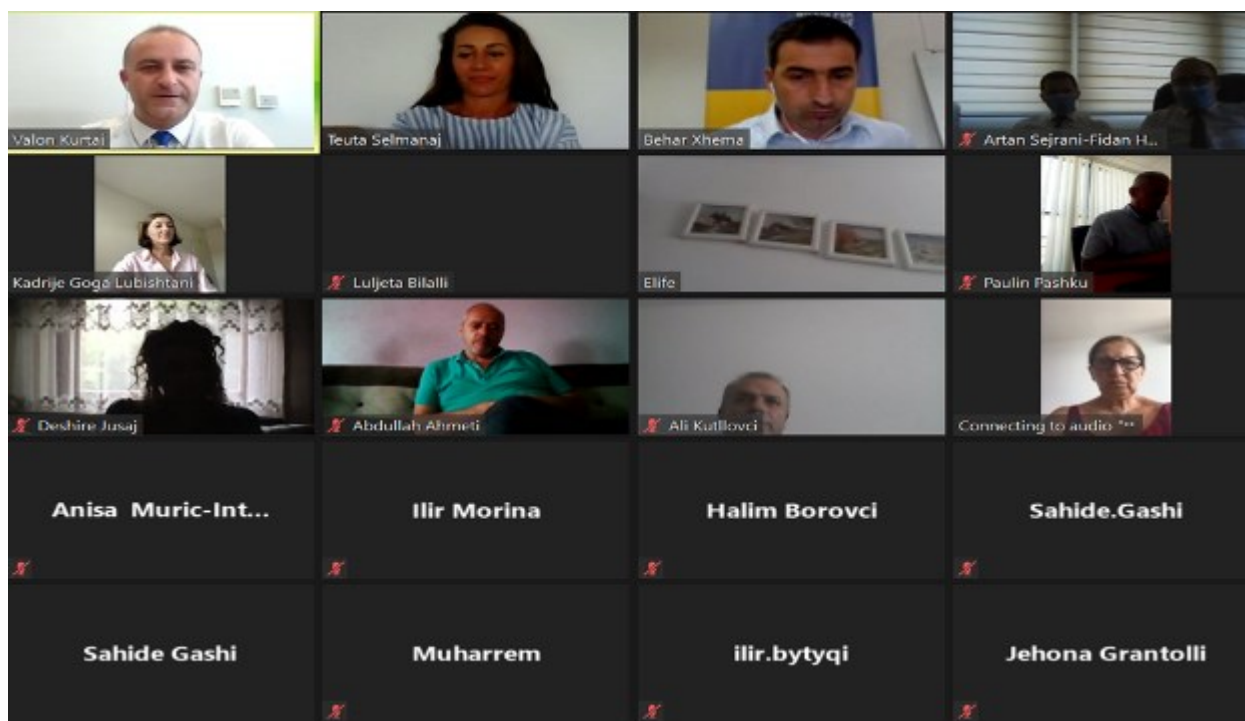 Valon Kurtaj
Teuta Selmanaj
Behar Xhema
Artan Sejrani-Fidan H...
Kadrije Goga Lubishtani
Luljeta Bilalli
Elife
Paulin Pashku
Deshire Jusaj
Abdullah Ahmeti
Ali Kutllovci
Connecting to audio
Anisa Muric-Int...
Ilir Morina
Halim Borovci
Sahide.Gashi
Sahide Gashi
Muharrem
ilir.bytyqi
Jehona Grantolli